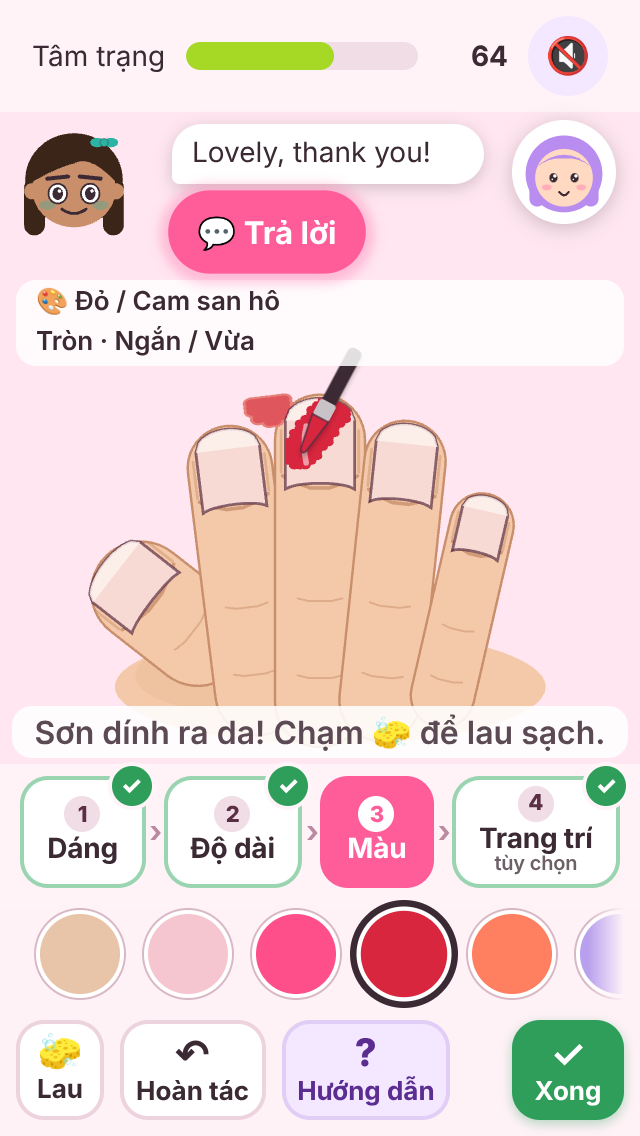 Tâm trạng
64
Lovely, thank you!
Trả lời
Đỏ / Cam san hô
Tròn · Ngắn / Vừa
Sơn dính ra da! Chạm để lau sạch.
1
Dáng
2
Độ dài
3
Màu
4
Trang trí
tùy chọn
Lau
Hoàn tác
?
Hướng dẫn
Xong